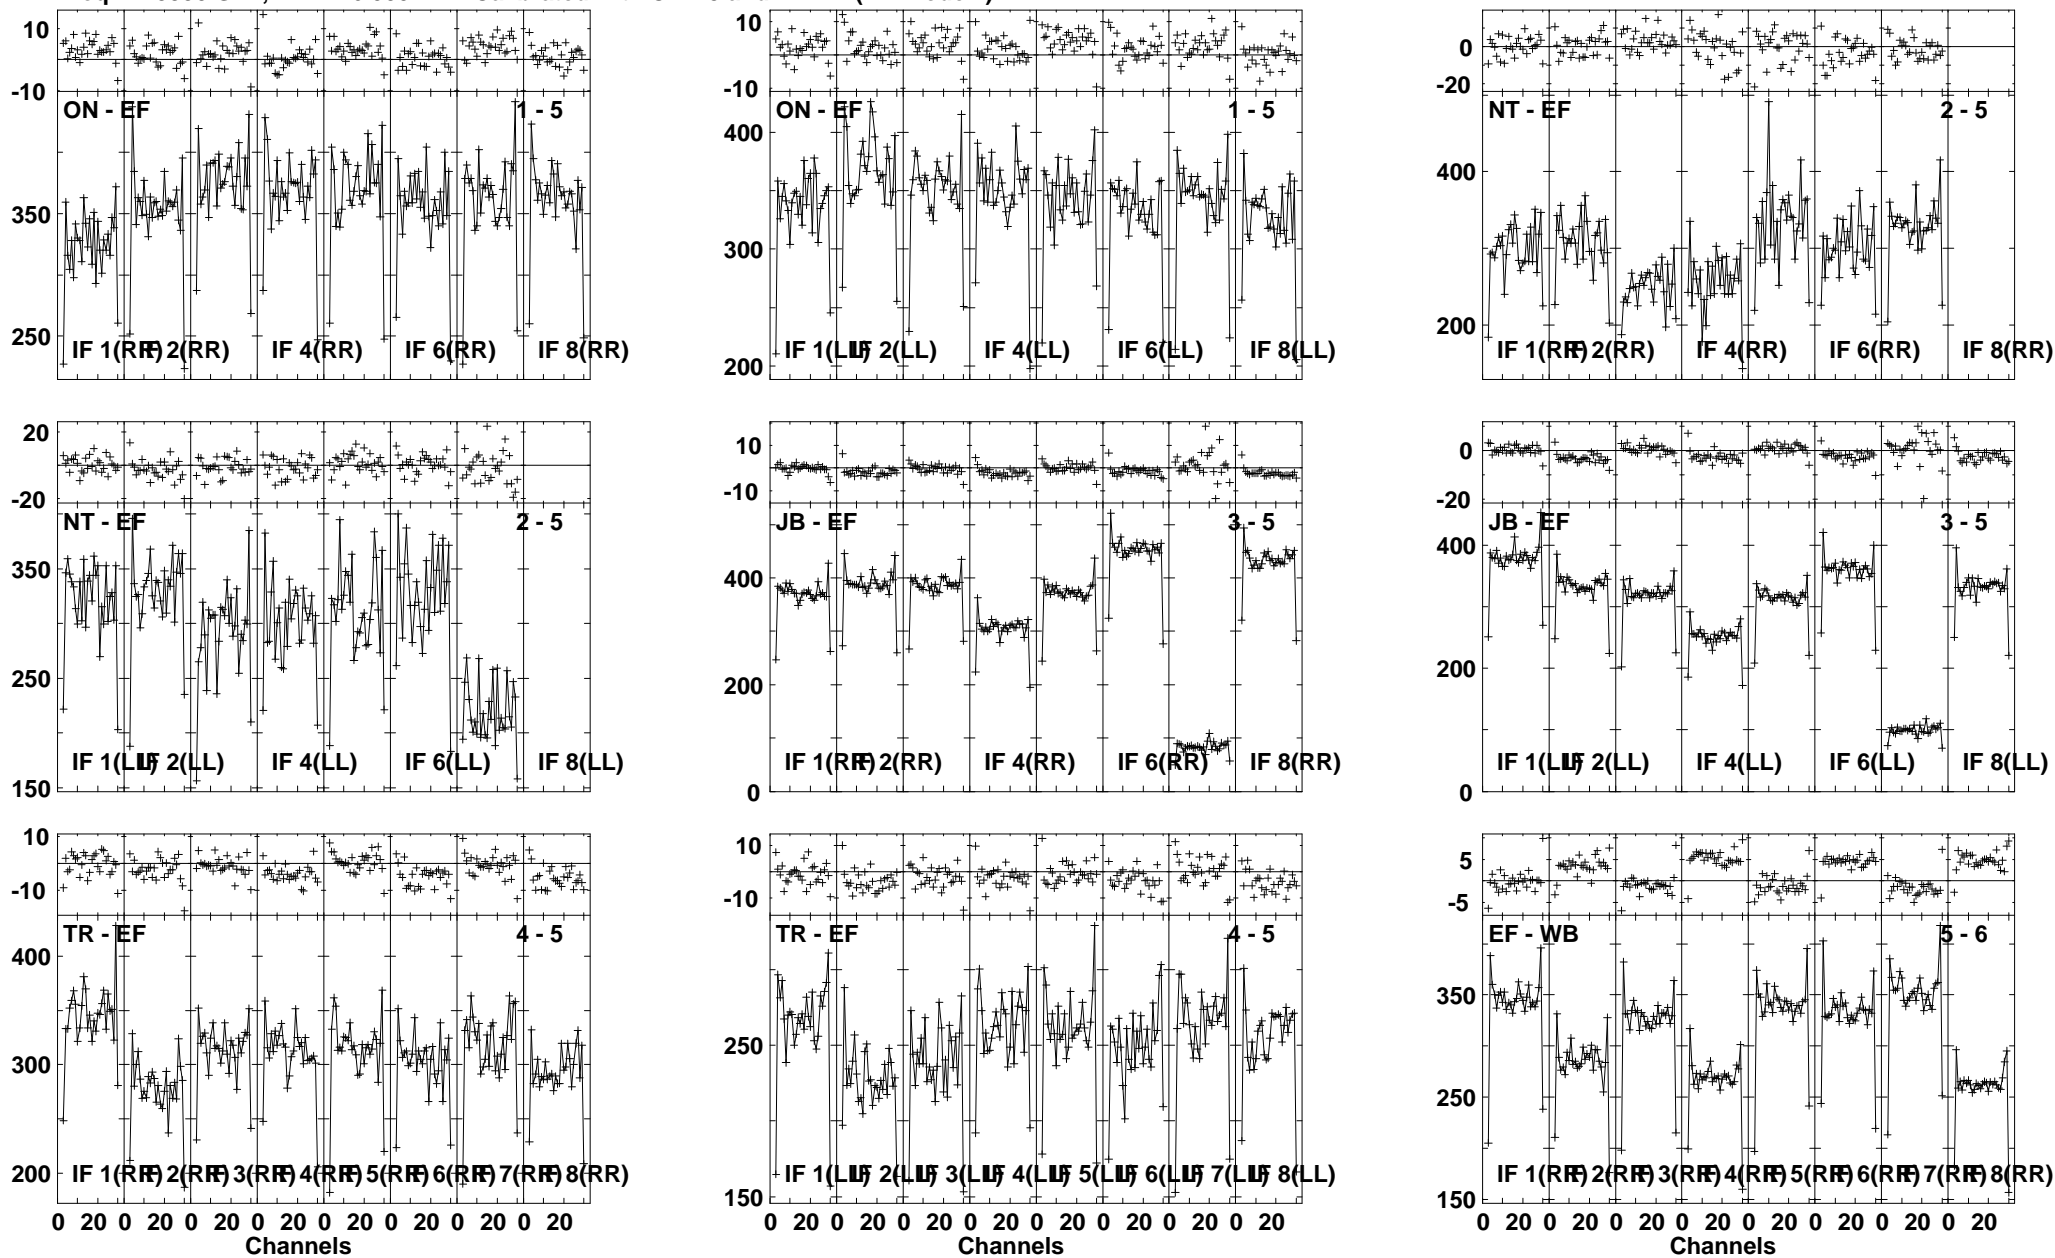 10
-10
ON - EF 1 - 5
350
250
IF 1(RR) IF 2(RR) IF 4(RR) IF 6(RR) IF 8(RR)
10
-10
ON - EF 1 - 5
400
300
200
IF 1(LL) IF 2(LL) IF 4(LL) IF 6(LL) IF 8(LL)
0
-20
NT - EF 2 - 5
400
200
IF 1(RR) IF 2(RR) IF 4(RR) IF 6(RR) IF 8(RR)
20
-20
NT - EF 2 - 5
350
250
150
IF 1(LL) IF 2(LL) IF 4(LL) IF 6(LL) IF 8(LL)
10
-10
JB - EF 3 - 5
400
200
0
IF 1(RR) IF 2(RR) IF 4(RR) IF 6(RR) IF 8(RR)
0
-20
JB - EF 3 - 5
400
200
0
IF 1(LL) IF 2(LL) IF 4(LL) IF 6(LL) IF 8(LL)
10
-10
TR - EF 4 - 5
400
300
200
IF 1(RR) IF 2(RR) IF 3(RR) IF 4(RR) IF 5(RR) IF 6(RR) IF 7(RR) IF 8(RR)
0 20 0 20 0 20 0 20 0 20 0 20 0 20 0 20
Channels
10
-10
TR - EF 4 - 5
250
150
IF 1(LL) IF 2(LL) IF 3(LL) IF 4(LL) IF 5(LL) IF 6(LL) IF 7(LL) IF 8(LL)
0 20 0 20 0 20 0 20 0 20 0 20 0 20 0 20
Channels
5
-5
EF - WB 5 - 6
350
250
150
IF 1(RR) IF 2(RR) IF 3(RR) IF 4(RR) IF 5(RR) IF 6(RR) IF 7(RR) IF 8(RR)
0 20 0 20 0 20 0 20 0 20 0 20 0 20 0 20
Channels